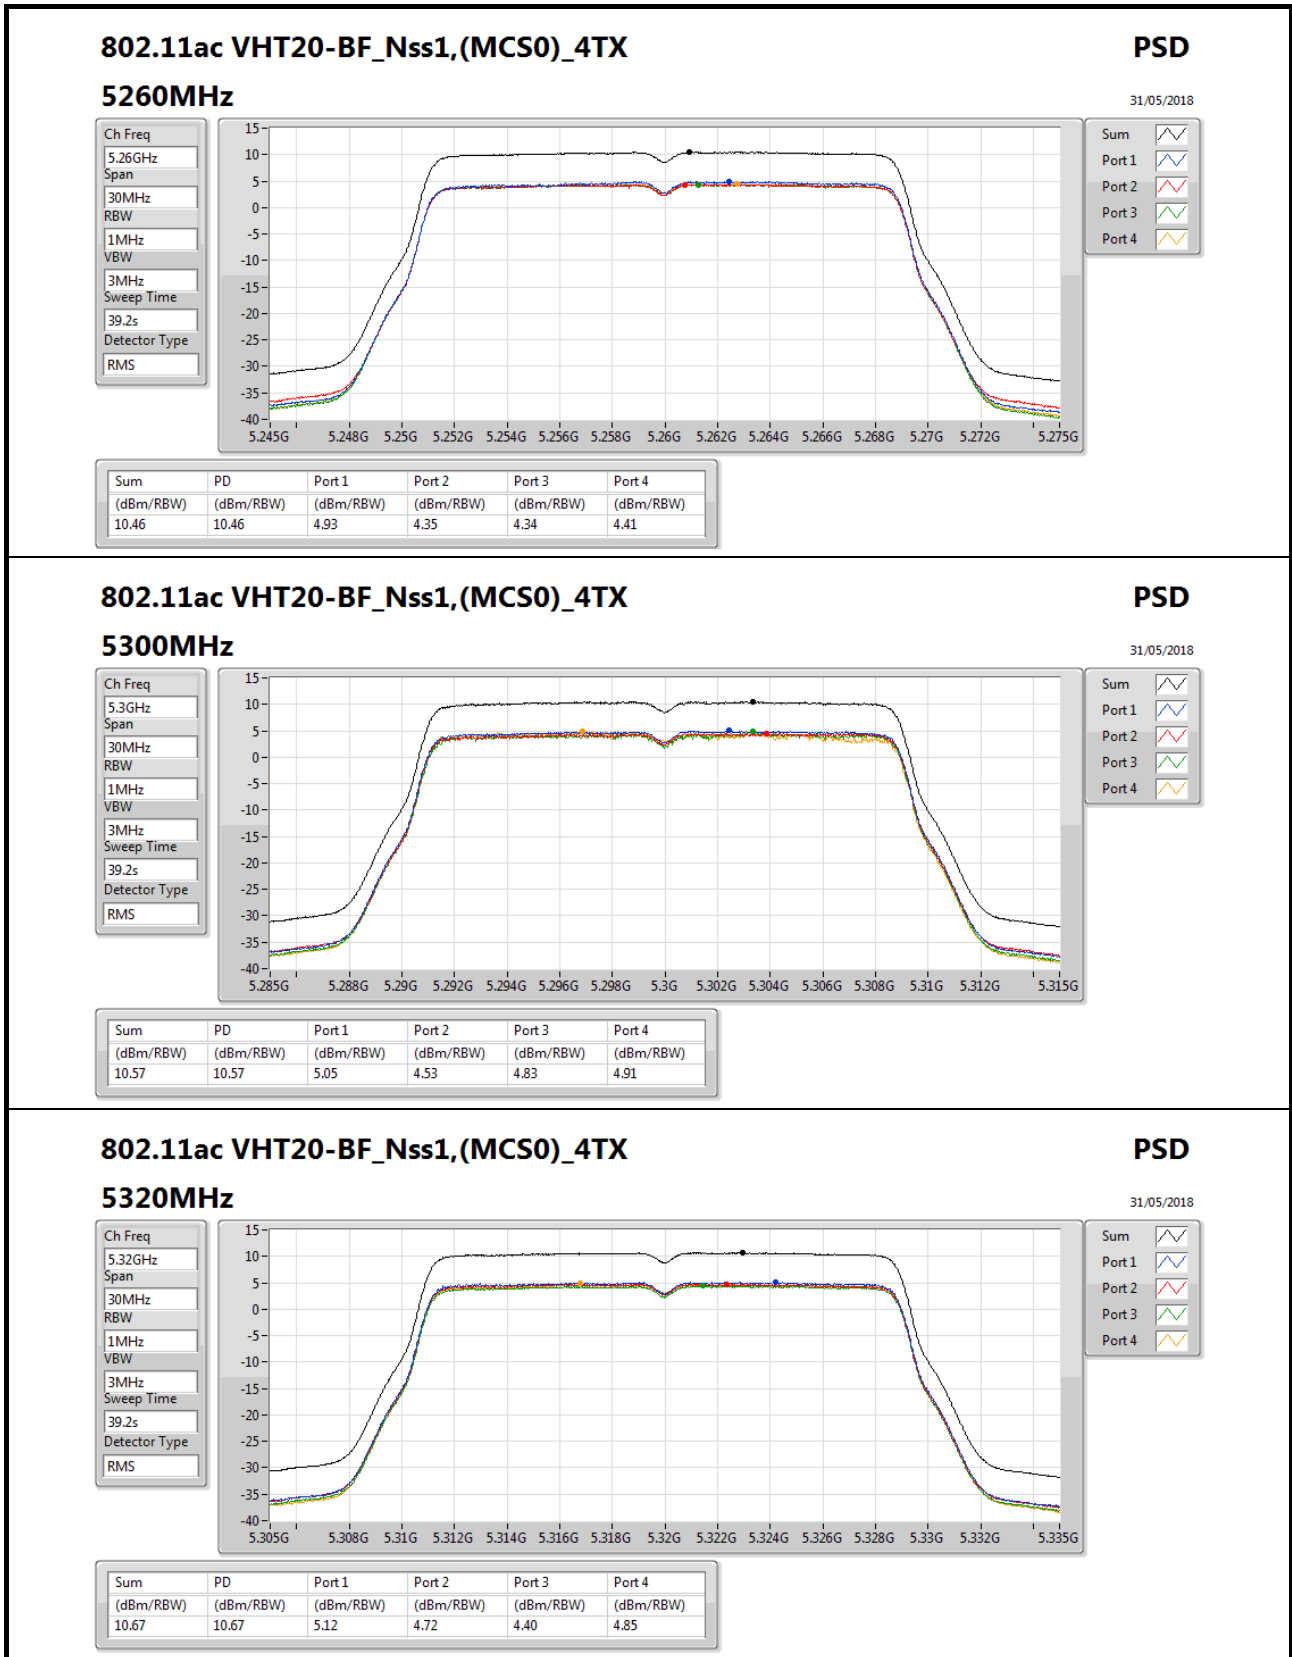 802.11ac VHT20-BF_Nss1,(MCS0)_4TX PSD
5260MHz 31/05/2018
Ch Freq
5.26GHz
Span
30MHz
RBW
1MHz
VBW
3MHz
Sweep Time
39.2s
Detector Type
RMS
15
10
5
0
-5
-10
-15
-20
-25
-30
-35
-40
5.245G 5.248G 5.25G 5.252G 5.254G 5.256G 5.258G 5.26G 5.262G 5.264G 5.266G 5.268G 5.27G 5.272G 5.275G
Sum
Port 1
Port 2
Port 3
Port 4
Sum PD Port 1 Port 2 Port 3 Port 4
(dBm/RBW) (dBm/RBW) (dBm/RBW) (dBm/RBW) (dBm/RBW) (dBm/RBW)
10.46 10.46 4.93 4.35 4.34 4.41
802.11ac VHT20-BF_Nss1,(MCS0)_4TX PSD
5300MHz 31/05/2018
Ch Freq
5.3GHz
Span
30MHz
RBW
1MHz
VBW
3MHz
Sweep Time
39.2s
Detector Type
RMS
15
10
5
0
-5
-10
-15
-20
-25
-30
-35
-40
5.285G 5.288G 5.29G 5.292G 5.294G 5.296G 5.298G 5.3G 5.302G 5.304G 5.306G 5.308G 5.31G 5.312G 5.315G
Sum
Port 1
Port 2
Port 3
Port 4
Sum PD Port 1 Port 2 Port 3 Port 4
(dBm/RBW) (dBm/RBW) (dBm/RBW) (dBm/RBW) (dBm/RBW) (dBm/RBW)
10.57 10.57 5.05 4.53 4.83 4.91
802.11ac VHT20-BF_Nss1,(MCS0)_4TX PSD
5320MHz 31/05/2018
Ch Freq
5.32GHz
Span
30MHz
RBW
1MHz
VBW
3MHz
Sweep Time
39.2s
Detector Type
RMS
15
10
5
0
-5
-10
-15
-20
-25
-30
-35
-40
5.305G 5.308G 5.31G 5.312G 5.314G 5.316G 5.318G 5.32G 5.322G 5.324G 5.326G 5.328G 5.33G 5.332G 5.335G
Sum
Port 1
Port 2
Port 3
Port 4
Sum PD Port 1 Port 2 Port 3 Port 4
(dBm/RBW) (dBm/RBW) (dBm/RBW) (dBm/RBW) (dBm/RBW) (dBm/RBW)
10.67 10.67 5.12 4.72 4.40 4.85